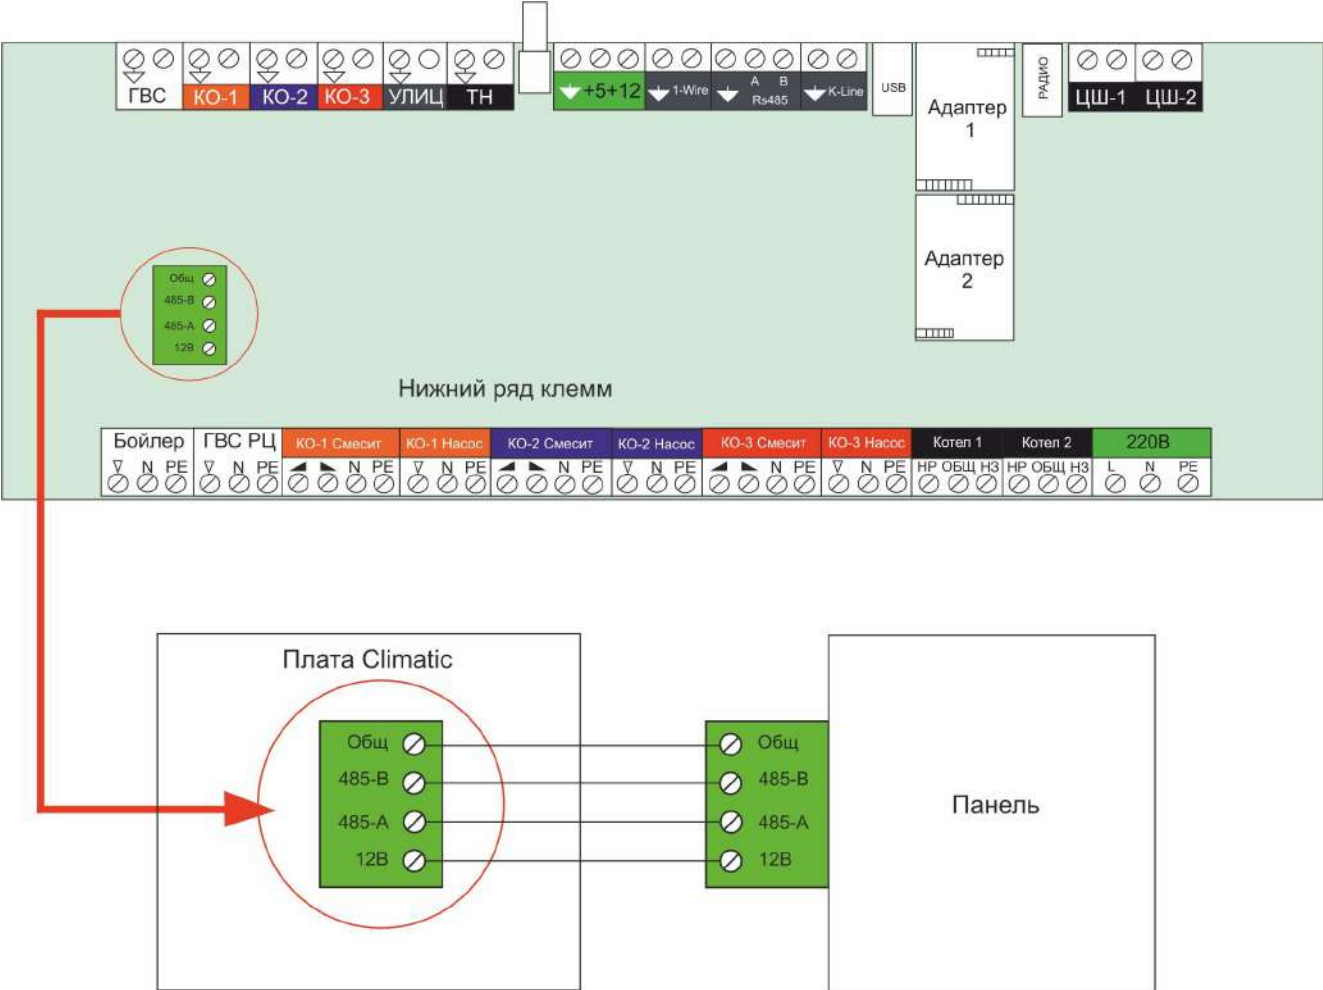 ГВС КО-1 КО-2 КО-3 УЛИЦ ТН
+5+12 1-Wire A B Rs485 K-Line
USB
Адаптер
1
РАДИО
ЦШ-1 ЦШ-2
Адаптер
2
Общ
485-В
485-А
12В
Нижний ряд клемм
Бойлер ГВС РЦ КО-1 Смесит КО-1 Насос КО-2 Смесит КО-2 Насос КО-3 Смесит КО-3 Насос Котел 1 Котел 2 220В
N PE N PE N PE N PE N PE N PE N PE N PE НР ОБЩ НЗ НР ОБЩ НЗ L N PE
Плата Climatic
Общ Общ
485-В 485-В
485-А 485-А
12В 12В
Панель